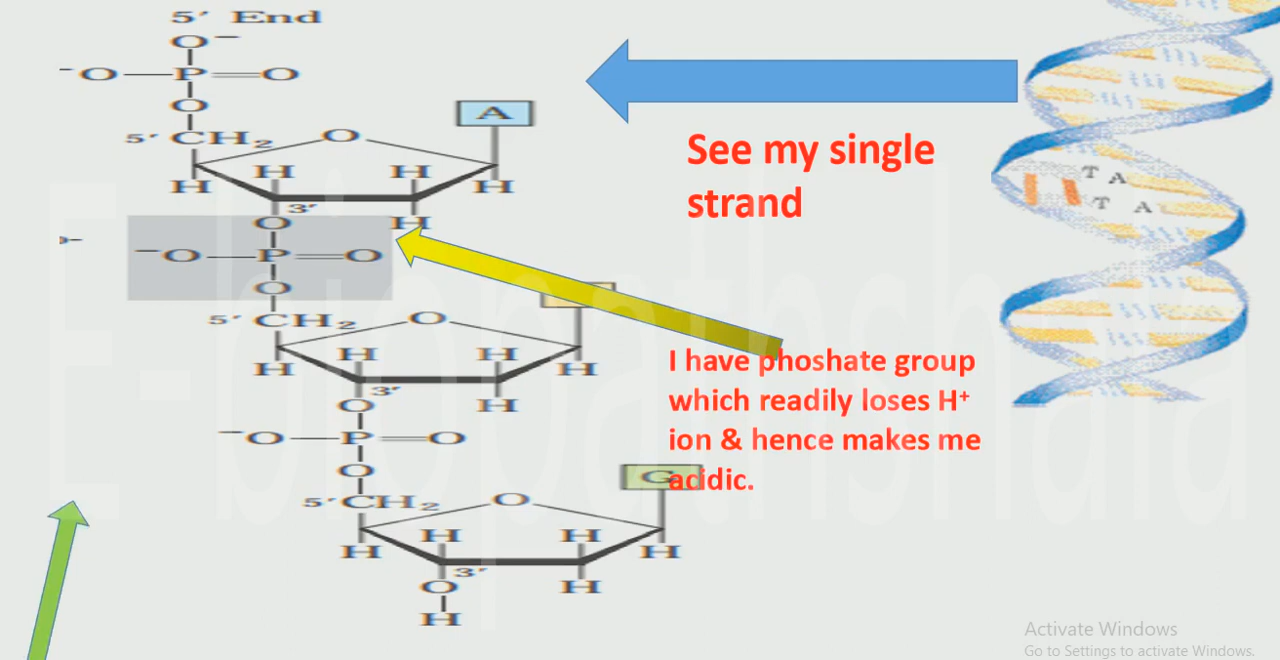 5′ End
O⁻
⁻O—P=O
O
5′ CH₂ O A
H H H H
3′
O H
⁻O—P=O
O
5′ CH₂ O
H H H H
3′
O H
⁻O—P=O
O
5′ CH₂ O G
H H H H
3′
O H
H
See my single
strand
I have phoshate group
which readily loses H⁺
ion & hence makes me
acidic.
T A
T A
Activate Windows
Go to Settings to activate Windows.